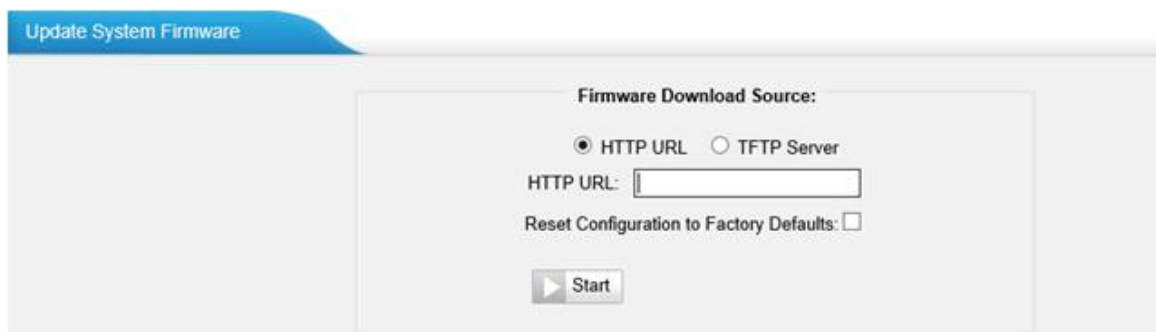 Update System Firmware
Firmware Download Source:
HTTP URL TFTP Server
HTTP URL:
Reset Configuration to Factory Defaults:
Start